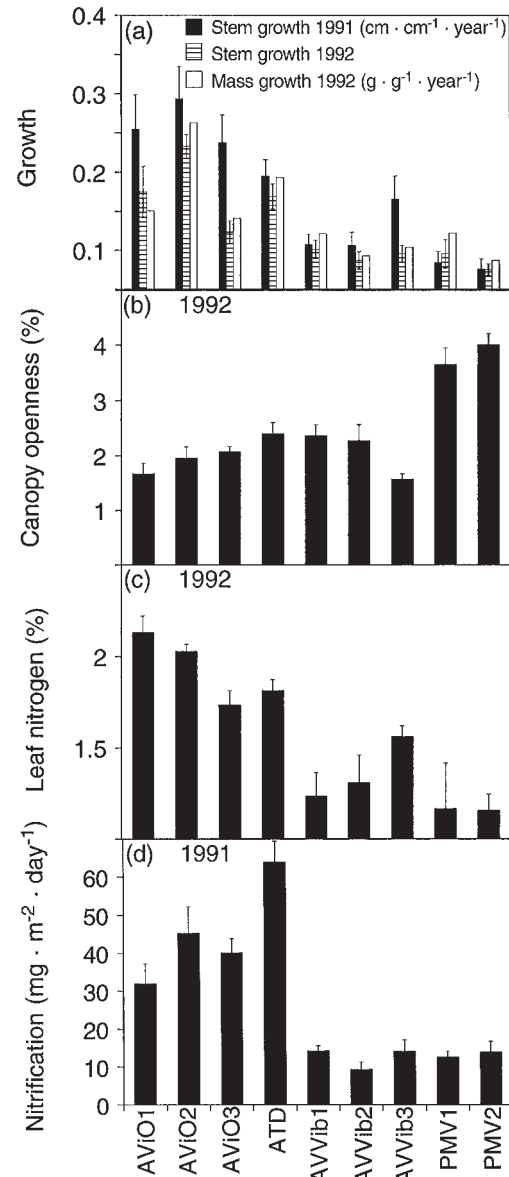 0.4
(a)
Stem growth 1991 (cm · cm⁻¹ · year⁻¹)
Stem growth 1992
Mass growth 1992 (g · g⁻¹ · year⁻¹)
0.3
0.2
0.1
Growth
(b)
1992
4
3
2
1
Canopy openness (%)
(c)
1992
2
1.5
Leaf nitrogen (%)
(d)
1991
60
50
40
30
20
10
0
Nitrification (mg · m⁻² · day⁻¹)
AViO1
AViO2
AViO3
ATD
AVVib1
AVVib2
AVVib3
PMV1
PMV2